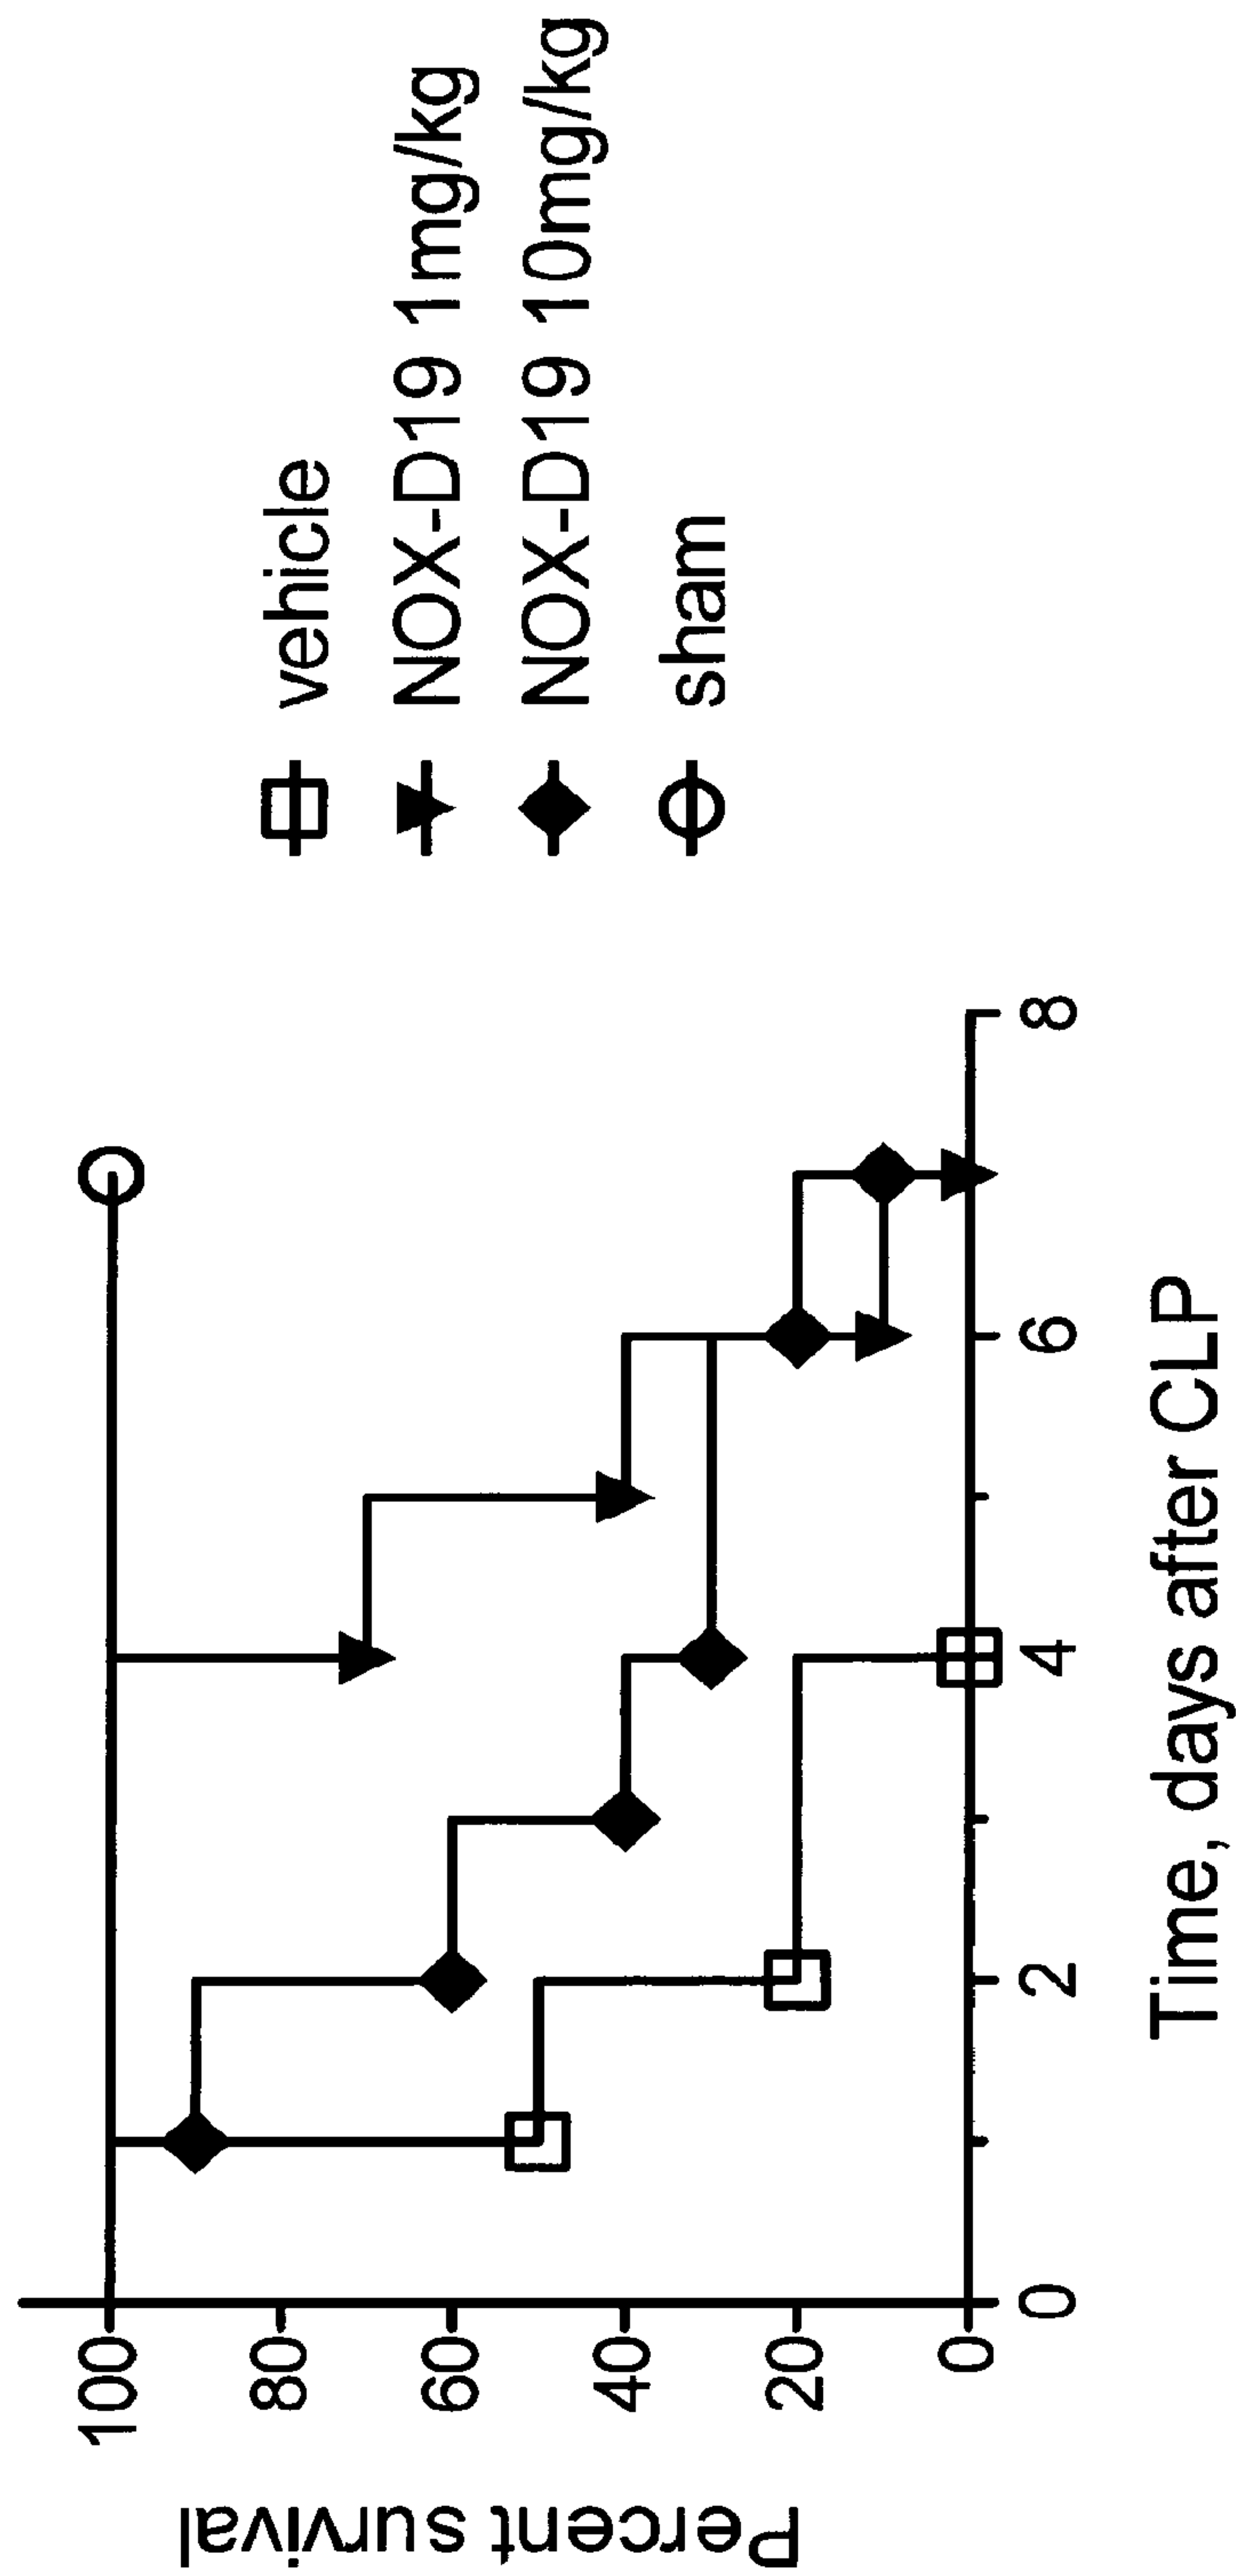 Percent survival
100
80
60
40
20
0
0 2 4 6 8
Time, days after CLP
vehicle
NOX-D19 1mg/kg
NOX-D19 10mg/kg
sham